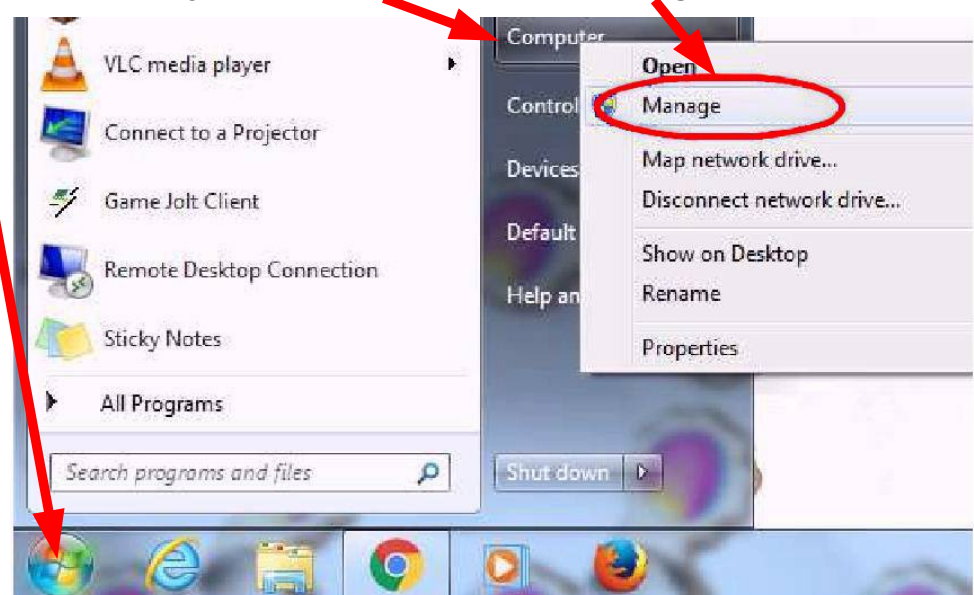 VLC media player
Connect to a Projector
Game Jolt Client
Remote Desktop Connection
Sticky Notes
All Programs
Search programs and files
Computer
Control
Devices
Default
Help an
Shut down
Open
Manage
Map network drive...
Disconnect network drive...
Show on Desktop
Rename
Properties